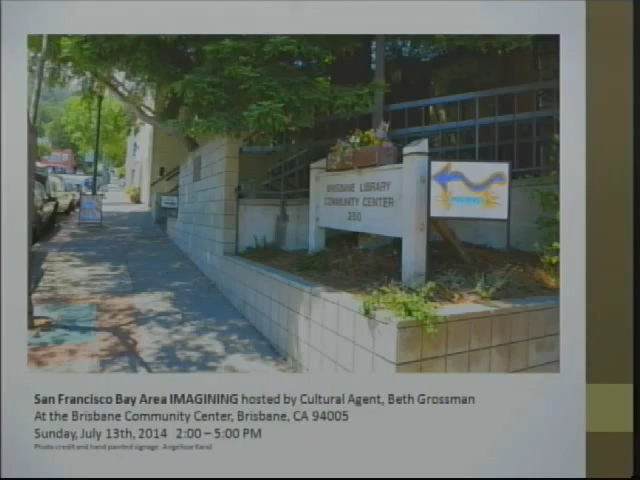 BRISBANE LIBRARY
COMMUNITY CENTER
250
San Francisco Bay Area IMAGINING hosted by Cultural Agent, Beth Grossman
At the Brisbane Community Center, Brisbane, CA 94005
Sunday, July 13th, 2014 2:00 – 5:00 PM
Photo credit and hand painted signage: Angelique